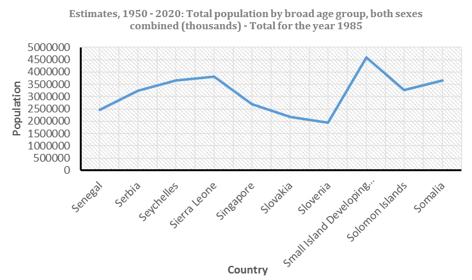 Estimates, 1950 - 2020: Total population by broad age group, both sexes
combined (thousands) - Total for the year 1985
Population
5000000
4500000
4000000
3500000
3000000
2500000
2000000
1500000
1000000
500000
0
Senegal
Serbia
Seychelles
Sierra Leone
Singapore
Slovakia
Slovenia
Small Island Developing...
Solomon Islands
Somalia
Country